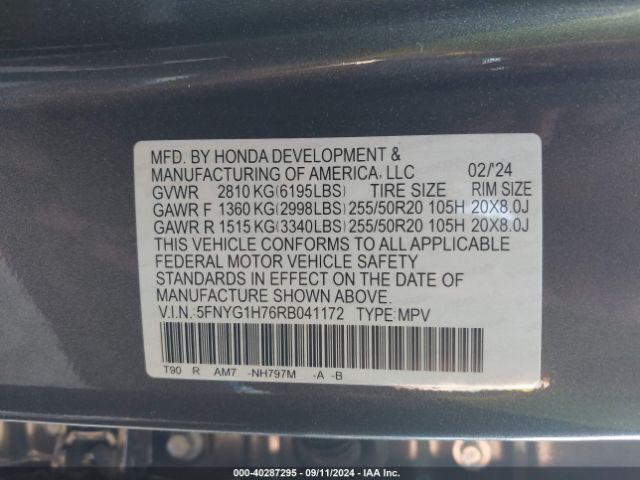 MFD. BY HONDA DEVELOPMENT &
MANUFACTURING OF AMERICA, LLC 02/'24
GVWR 2810 KG(6195LBS) TIRE SIZE RIM SIZE
GAWR F 1360 KG(2998LBS) 255/50R20 105H 20X8.0J
GAWR R 1515 KG(3340LBS) 255/50R20 105H 20X8.0J
THIS VEHICLE CONFORMS TO ALL APPLICABLE
FEDERAL MOTOR VEHICLE SAFETY
STANDARDS IN EFFECT ON THE DATE OF
MANUFACTURE SHOWN ABOVE.
V.I.N.:5FNYG1H76RB041172 TYPE:MPV
T90 R AM7 -NH797M -A -B
000-40287295 - 09/11/2024 - IAA Inc.